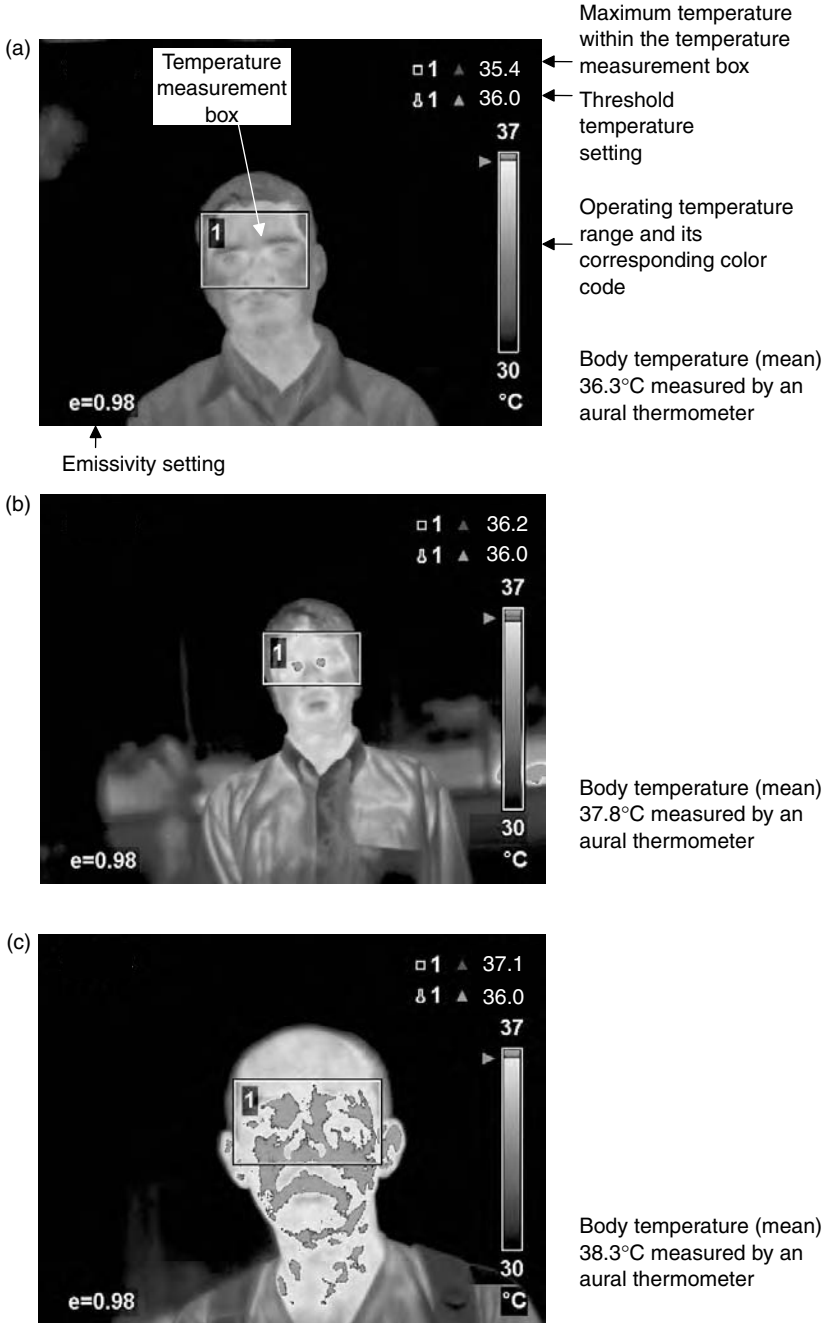 (a)
Temperature
measurement
box
□1 ▲ 35.4
1 ▲ 36.0
37
1
30
°C
e=0.98
Maximum temperature
within the temperature
measurement box
Threshold
temperature
setting
Operating temperature
range and its
corresponding color
code
Body temperature (mean)
36.3°C measured by an
aural thermometer
Emissivity setting
(b)
□1 ▲ 36.2
1 ▲ 36.0
37
1
30
°C
e=0.98
Body temperature (mean)
37.8°C measured by an
aural thermometer
(c)
□1 ▲ 37.1
1 ▲ 36.0
37
1
30
°C
e=0.98
Body temperature (mean)
38.3°C measured by an
aural thermometer